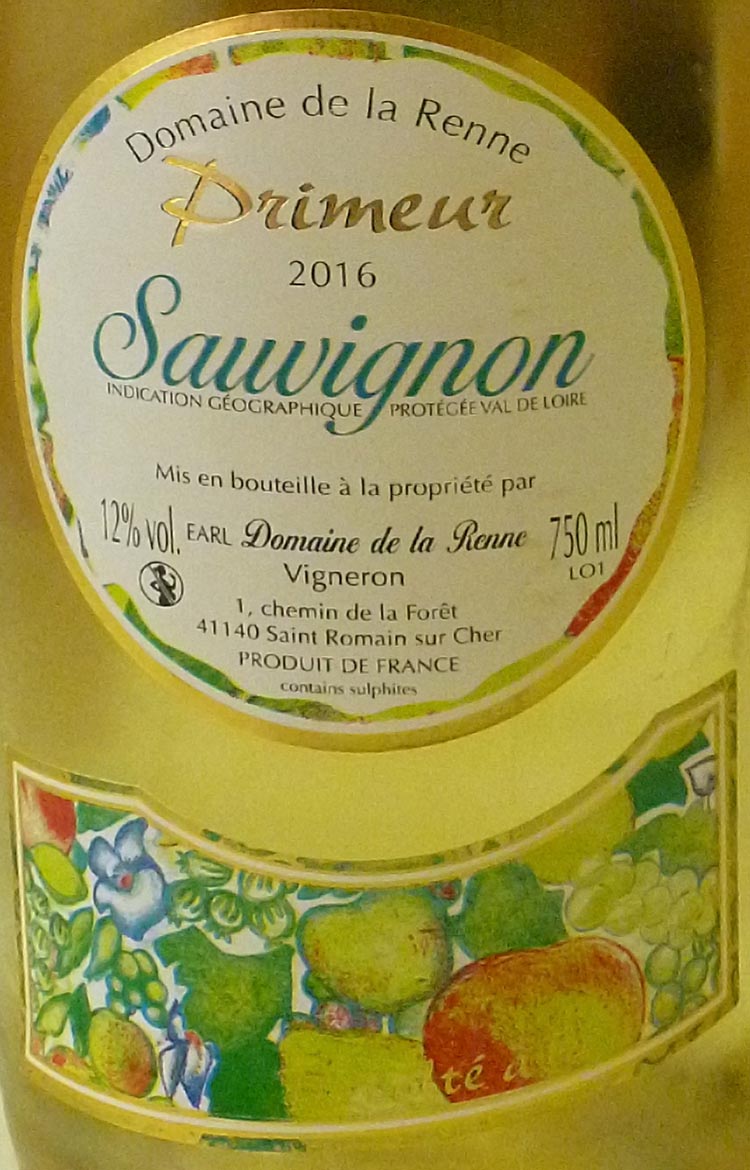 Domaine de la Renne
Primeur
2016
Sauvignon
INDICATION GÉOGRAPHIQUE PROTÉGÉE VAL DE LOIRE
Mis en bouteille à la propriété par
12% vol. EARL Domaine de la Renne 750 ml
Vigneron LO1
1, chemin de la Forêt
41140 Saint Romain sur Cher
PRODUIT DE FRANCE
contains sulphites